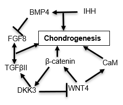 BMP4
IHH
FGF8
Chondrogenesis
TGFβII
β-catenin
CaM
DKK3
WNT4